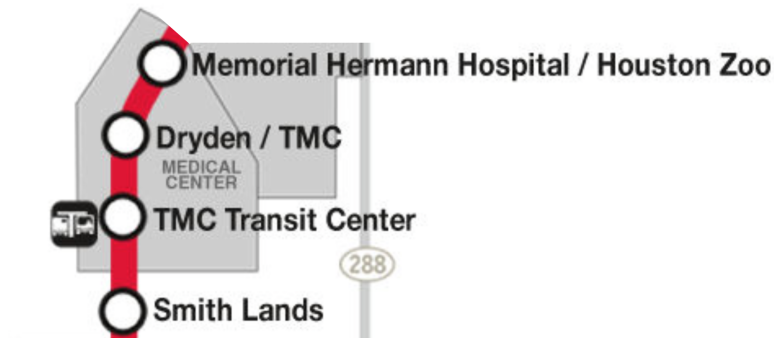 Memorial Hermann Hospital / Houston Zoo
Dryden / TMC
MEDICAL
CENTER
TMC Transit Center
288
Smith Lands